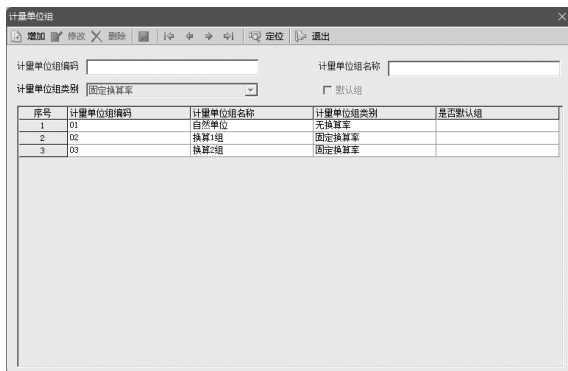 计量单位组
增加 修改 删除 定位 退出
计量单位组编码 计量单位组名称
计量单位组类别 固定换算率 默认组
序号 计量单位组编码 计量单位组名称 计量单位组类别 是否默认组
1 01 自然单位 无换算率
2 02 换算1组 固定换算率
3 03 换算2组 固定换算率